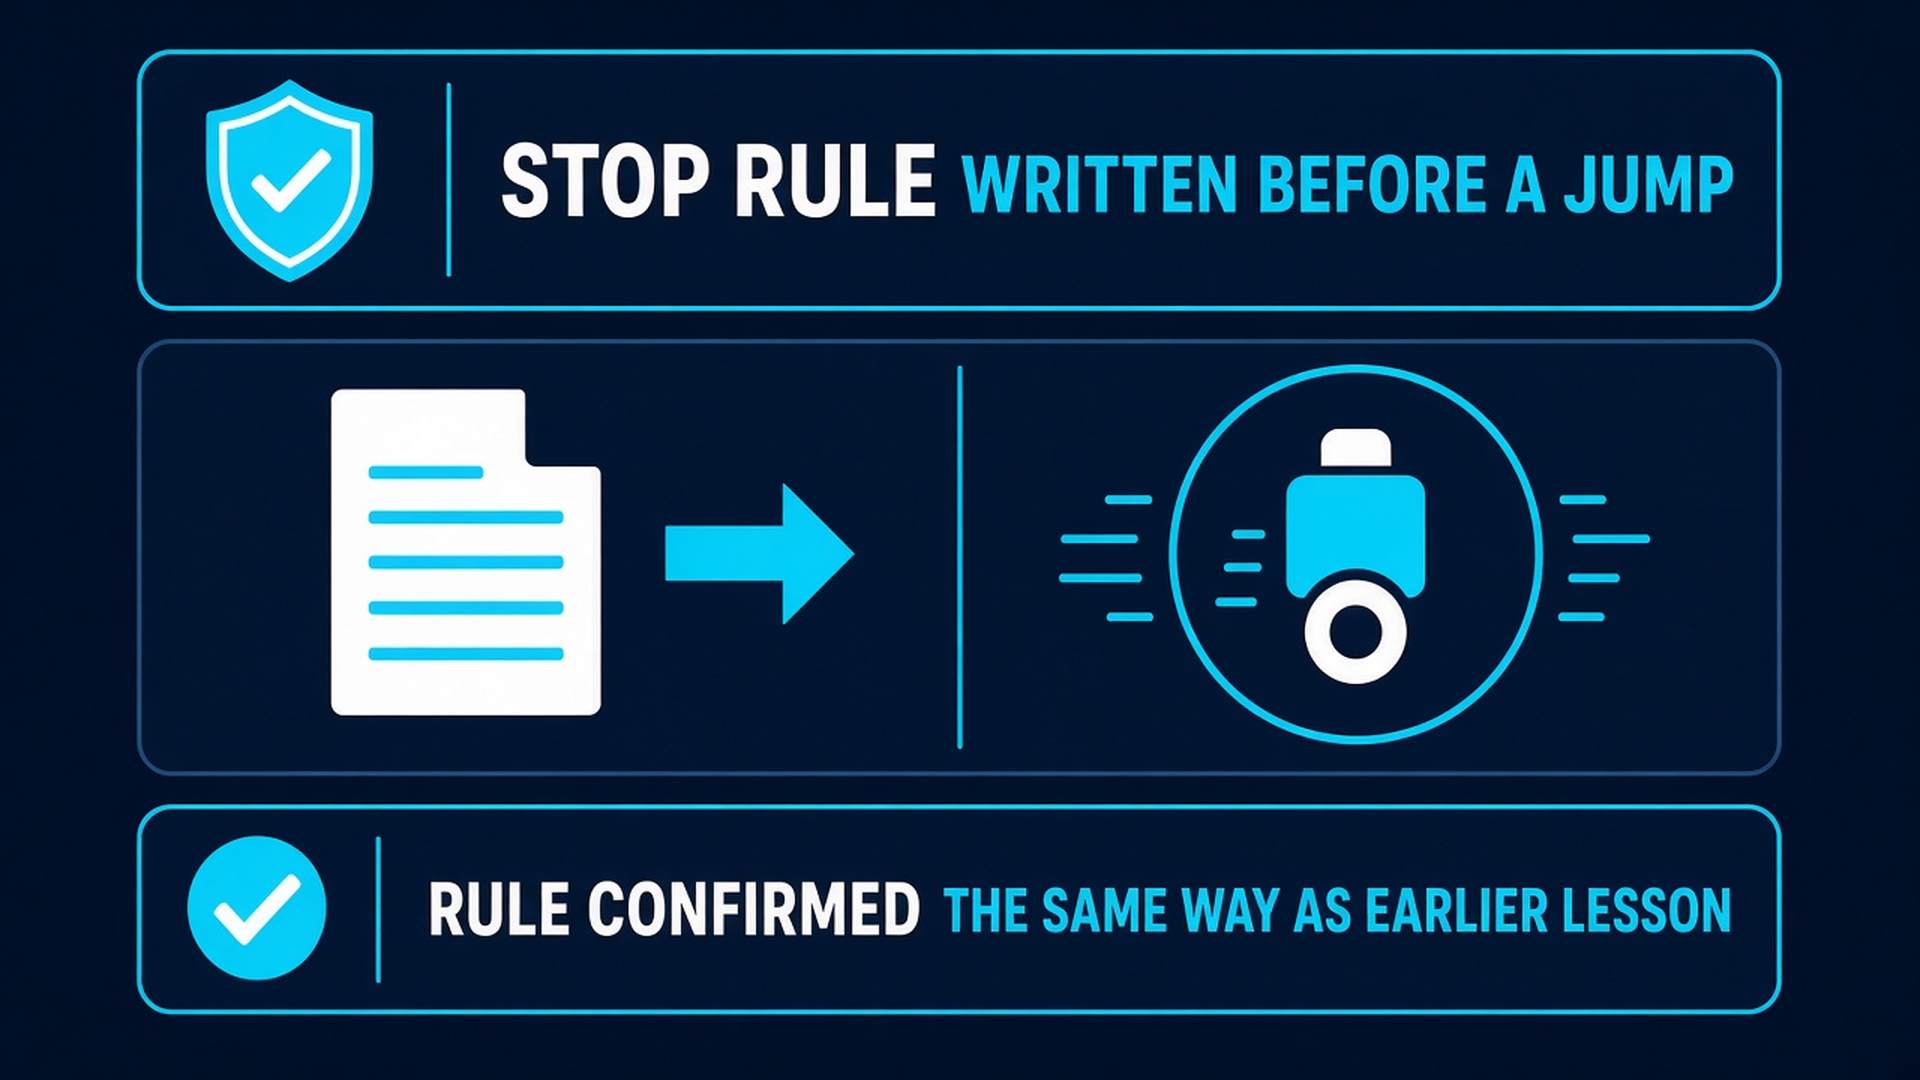 STOP RULE WRITTEN BEFORE A JUMP
RULE CONFIRMED THE SAME WAY AS EARLIER LESSON